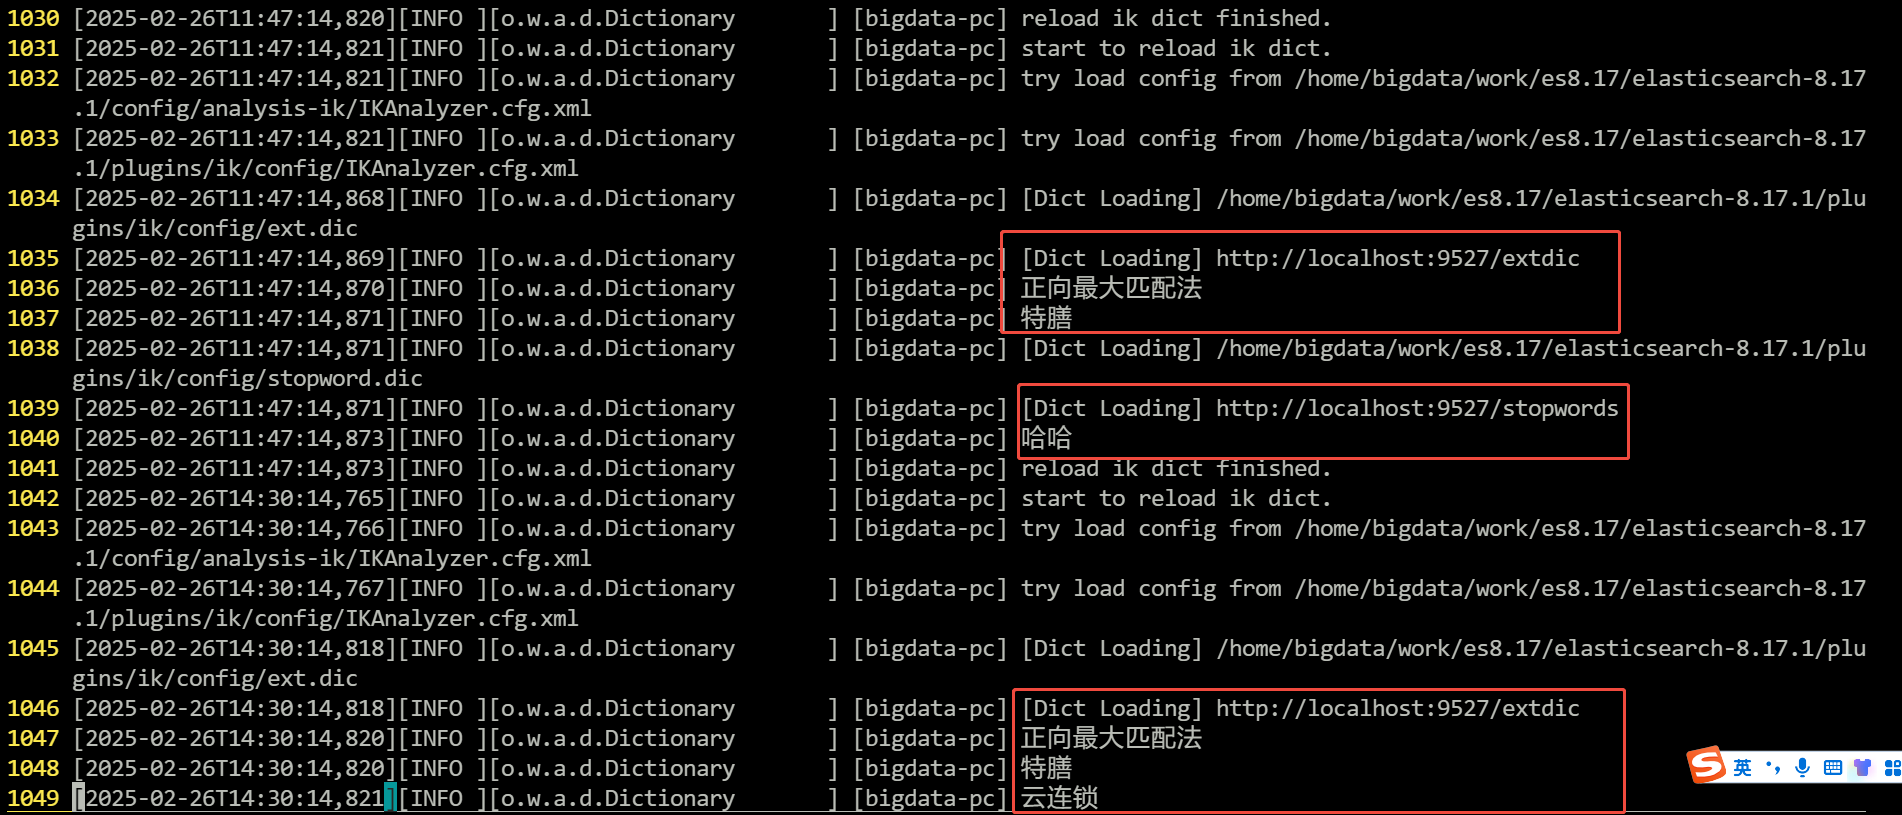 1030 [2025-02-26T11:47:14,820][INFO ][o.w.a.d.Dictionary       ] [bigdata-pc] reload ik dict finished.
1031 [2025-02-26T11:47:14,821][INFO ][o.w.a.d.Dictionary       ] [bigdata-pc] start to reload ik dict.
1032 [2025-02-26T11:47:14,821][INFO ][o.w.a.d.Dictionary       ] [bigdata-pc] try load config from /home/bigdata/work/es8.17/elasticsearch-8.17
.1/config/analysis-ik/IKAnalyzer.cfg.xml
1033 [2025-02-26T11:47:14,821][INFO ][o.w.a.d.Dictionary       ] [bigdata-pc] try load config from /home/bigdata/work/es8.17/elasticsearch-8.17
.1/plugins/ik/config/IKAnalyzer.cfg.xml
1034 [2025-02-26T11:47:14,868][INFO ][o.w.a.d.Dictionary       ] [bigdata-pc] [Dict Loading] /home/bigdata/work/es8.17/elasticsearch-8.17.1/plu
gins/ik/config/ext.dic
1035 [2025-02-26T11:47:14,869][INFO ][o.w.a.d.Dictionary       ] [bigdata-pc] [Dict Loading] http://localhost:9527/extdic
1036 [2025-02-26T11:47:14,870][INFO ][o.w.a.d.Dictionary       ] [bigdata-pc] 正向最大匹配法
1037 [2025-02-26T11:47:14,871][INFO ][o.w.a.d.Dictionary       ] [bigdata-pc] 特膳
1038 [2025-02-26T11:47:14,871][INFO ][o.w.a.d.Dictionary       ] [bigdata-pc] [Dict Loading] /home/bigdata/work/es8.17/elasticsearch-8.17.1/plu
gins/ik/config/stopword.dic
1039 [2025-02-26T11:47:14,871][INFO ][o.w.a.d.Dictionary       ] [bigdata-pc] [Dict Loading] http://localhost:9527/stopwords
1040 [2025-02-26T11:47:14,873][INFO ][o.w.a.d.Dictionary       ] [bigdata-pc] 哈哈
1041 [2025-02-26T11:47:14,873][INFO ][o.w.a.d.Dictionary       ] [bigdata-pc] reload ik dict finished.
1042 [2025-02-26T14:30:14,765][INFO ][o.w.a.d.Dictionary       ] [bigdata-pc] start to reload ik dict.
1043 [2025-02-26T14:30:14,766][INFO ][o.w.a.d.Dictionary       ] [bigdata-pc] try load config from /home/bigdata/work/es8.17/elasticsearch-8.17
.1/config/analysis-ik/IKAnalyzer.cfg.xml
1044 [2025-02-26T14:30:14,767][INFO ][o.w.a.d.Dictionary       ] [bigdata-pc] try load config from /home/bigdata/work/es8.17/elasticsearch-8.17
.1/plugins/ik/config/IKAnalyzer.cfg.xml
1045 [2025-02-26T14:30:14,818][INFO ][o.w.a.d.Dictionary       ] [bigdata-pc] [Dict Loading] /home/bigdata/work/es8.17/elasticsearch-8.17.1/plu
gins/ik/config/ext.dic
1046 [2025-02-26T14:30:14,818][INFO ][o.w.a.d.Dictionary       ] [bigdata-pc] [Dict Loading] http://localhost:9527/extdic
1047 [2025-02-26T14:30:14,820][INFO ][o.w.a.d.Dictionary       ] [bigdata-pc] 正向最大匹配法
1048 [2025-02-26T14:30:14,820][INFO ][o.w.a.d.Dictionary       ] [bigdata-pc] 特膳
S 英
1049 [2025-02-26T14:30:14,821][INFO ][o.w.a.d.Dictionary       ] [bigdata-pc] 云连锁